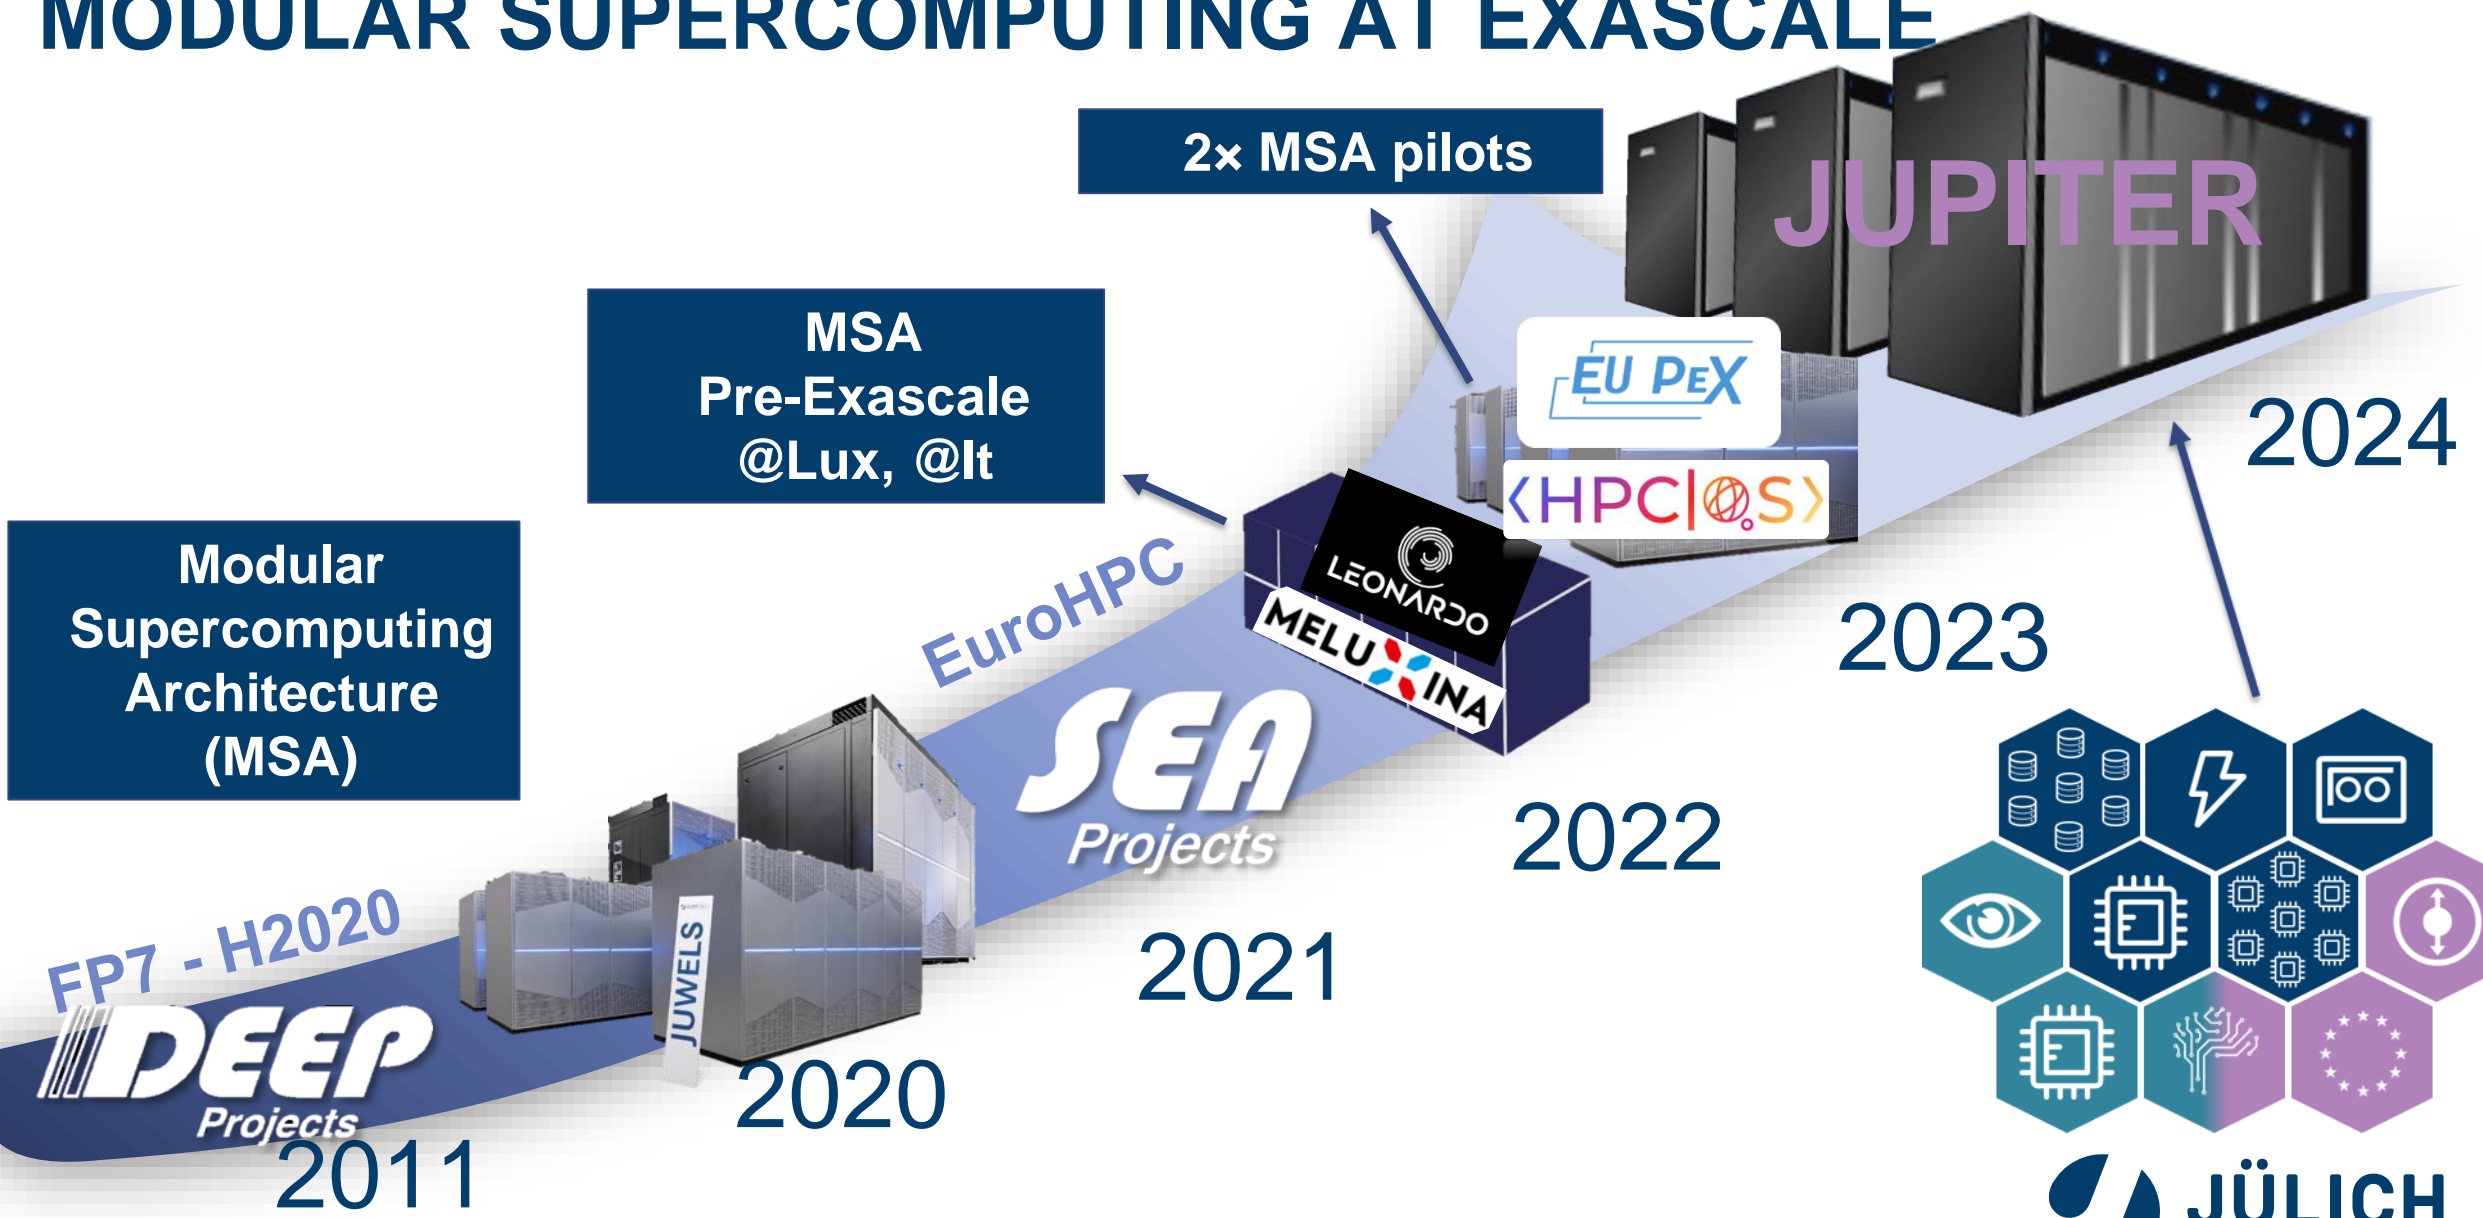 MODULAR SUPERCOMPUTING AT EXASCALE
2× MSA pilots
JUPITER
MSA
Pre-Exascale
@Lux, @It
EU PEX
2024
<HPC|QS>
Modular
Supercomputing
Architecture
(MSA)
EuroHPC
LEONARDO
MELUXINA
2023
SEA
Projects
2022
FP7 - H2020
JUWELS
2021
DEEP
Projects
2020
2011
JÜLICH